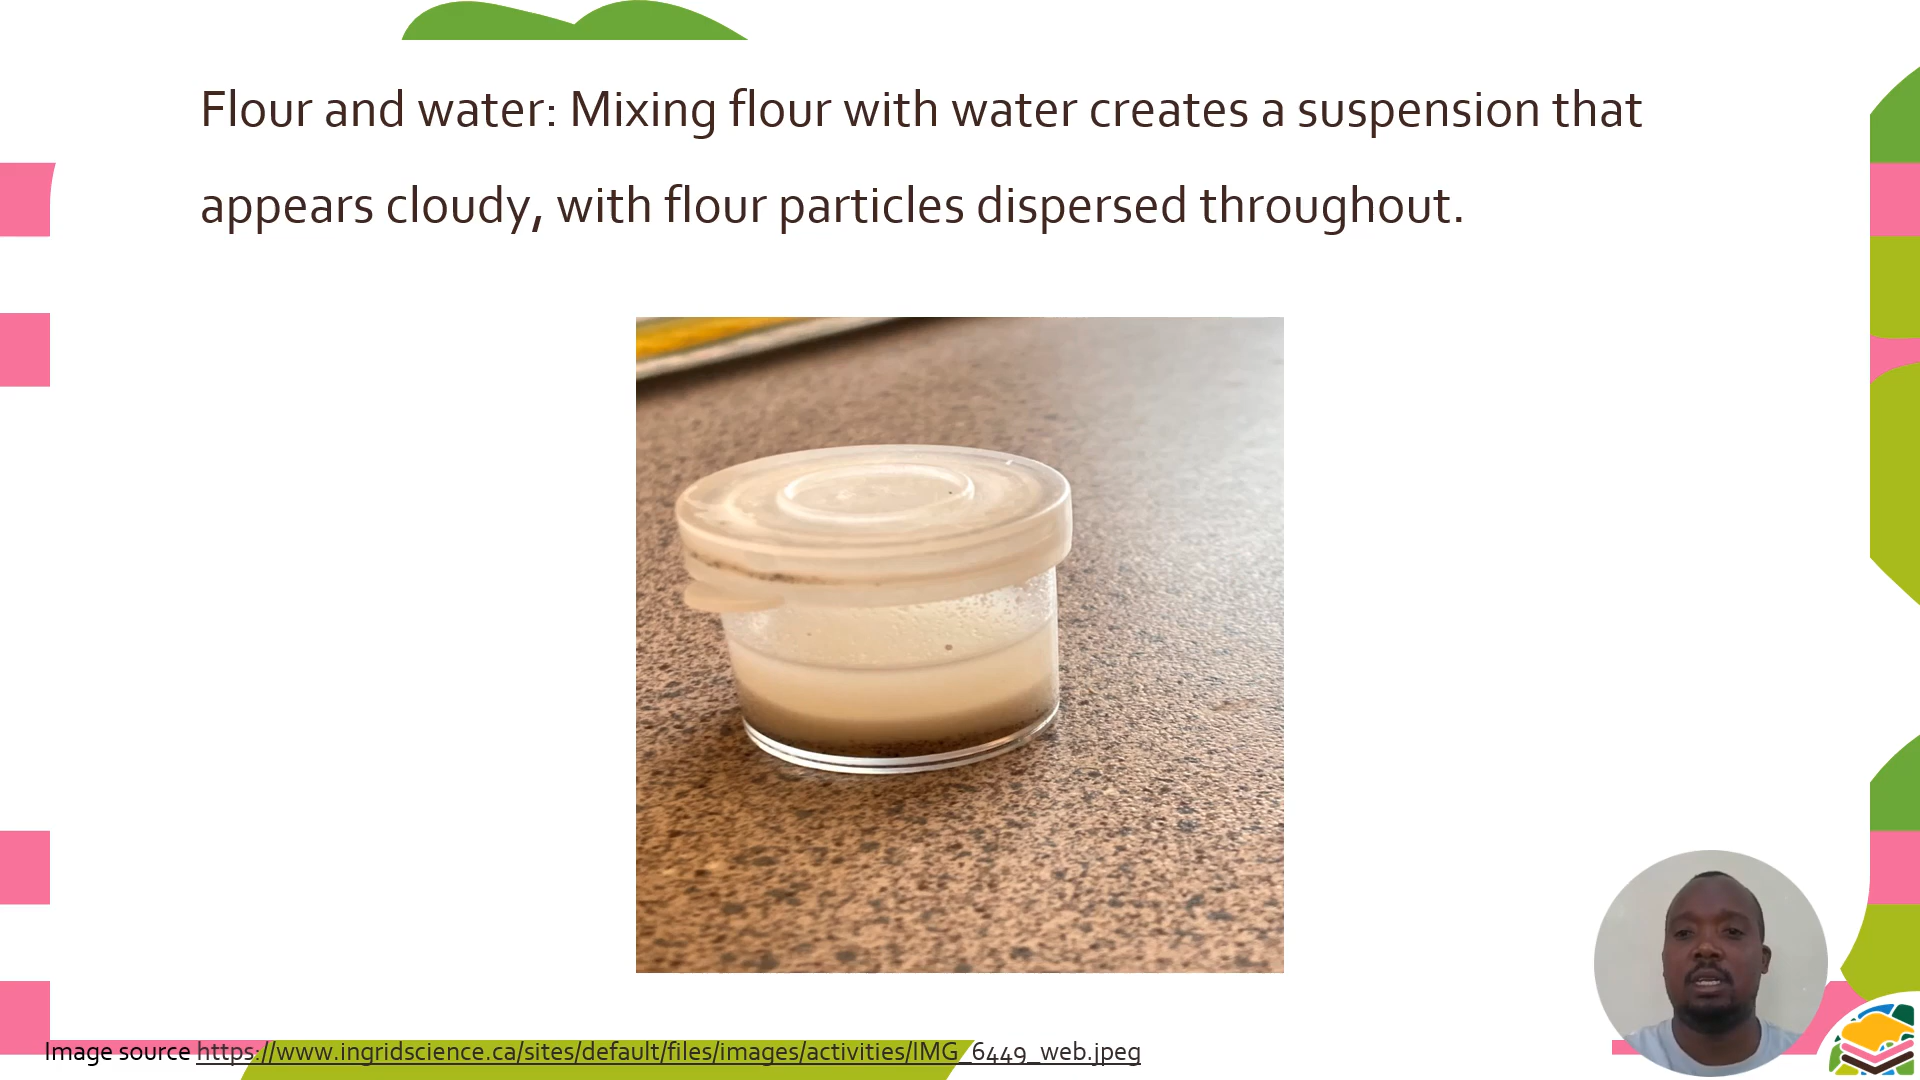 Flour and water: Mixing flour with water creates a suspension that
appears cloudy, with flour particles dispersed throughout.
Image source https://www.ingridscience.ca/sites/default/files/images/activities/IMG_6449_web.jpeg